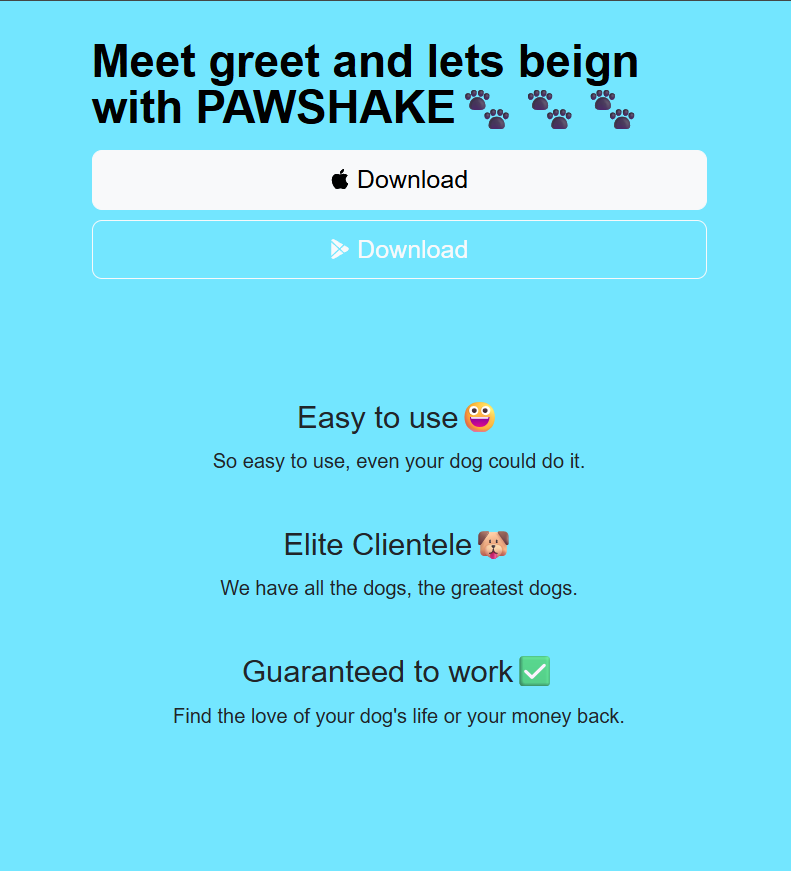 Meet greet and lets beign
with PAWSHAKE🐾 🐾 🐾
Download
Download
Easy to use😀
So easy to use, even your dog could do it.
Elite Clientele🐶
We have all the dogs, the greatest dogs.
Guaranteed to work✅
Find the love of your dog's life or your money back.